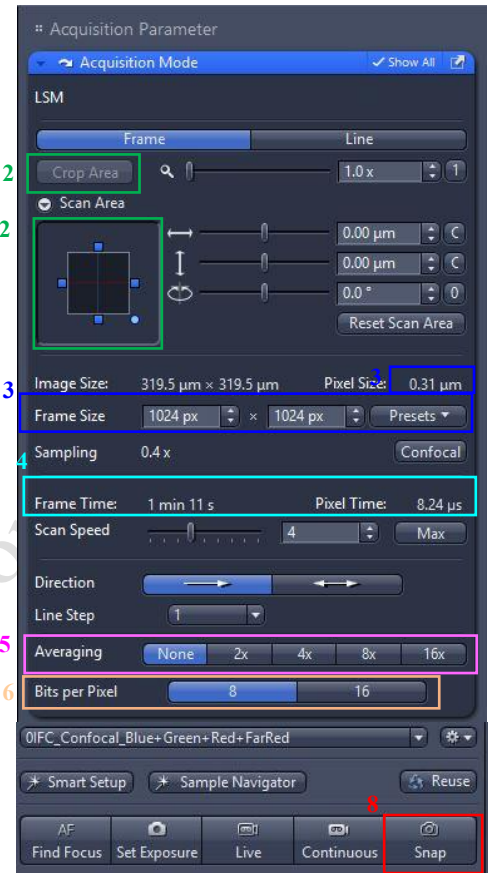 Acquisition Parameter
Acquisition Mode Show All
LSM
Frame Line
2 Crop Area 1.0 x 1
Scan Area
2
0.00 µm C
0.00 µm C
0.0 ° 0
Reset Scan Area
3
Image Size: 319.5 µm × 319.5 µm Pixel Size: 0.31 µm
3
Frame Size 1024 px × 1024 px Presets
Sampling 0.4 x Confocal
4
Frame Time: 1 min 11 s Pixel Time: 8.24 µs
Scan Speed 4 Max
Direction
Line Step 1
5 Averaging None 2x 4x 8x 16x
6 Bits per Pixel 8 16
0IFC_Confocal_Blue+Green+Red+FarRed
Smart Setup Sample Navigator Reuse
8
AF
Find Focus Set Exposure Live Continuous Snap